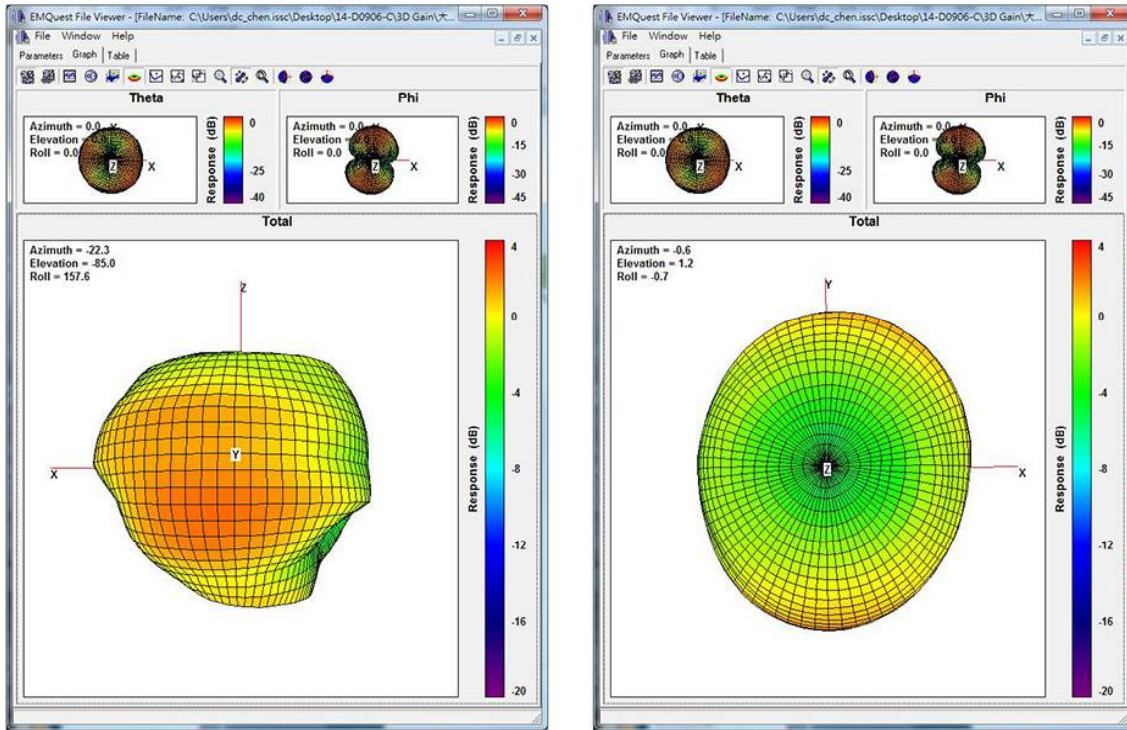 EMQuest File Viewer - [FileName: C:\Users\dc_chen.issc\Desktop\14-D0906-C\3D Gain\大...
File Window Help
Parameters Graph Table
Theta
Azimuth = 0.0
Elevation =
Roll = 0.0
Y
Z
X
0
-25
-40
Response (dB)
Phi
Azimuth = 0.0
Elevation =
Roll = 0.0
Y
Z
X
0
-15
-30
-45
Response (dB)
Total
Azimuth = -22.3
Elevation = -85.0
Roll = 157.6
Z
Y
X
4
0
-4
-8
-12
-16
-20
Response (dB)
EMQuest File Viewer - [FileName: C:\Users\dc_chen.issc\Desktop\14-D0906-C\3D Gain\大...
File Window Help
Parameters Graph Table
Theta
Azimuth = 0.0
Elevation =
Roll = 0.0
Y
Z
X
0
-25
-40
Response (dB)
Phi
Azimuth = 0.0
Elevation =
Roll = 0.0
Y
Z
X
0
-15
-30
-45
Response (dB)
Total
Azimuth = -0.6
Elevation = 1.2
Roll = -0.7
Y
Z
X
4
0
-4
-8
-12
-16
-20
Response (dB)